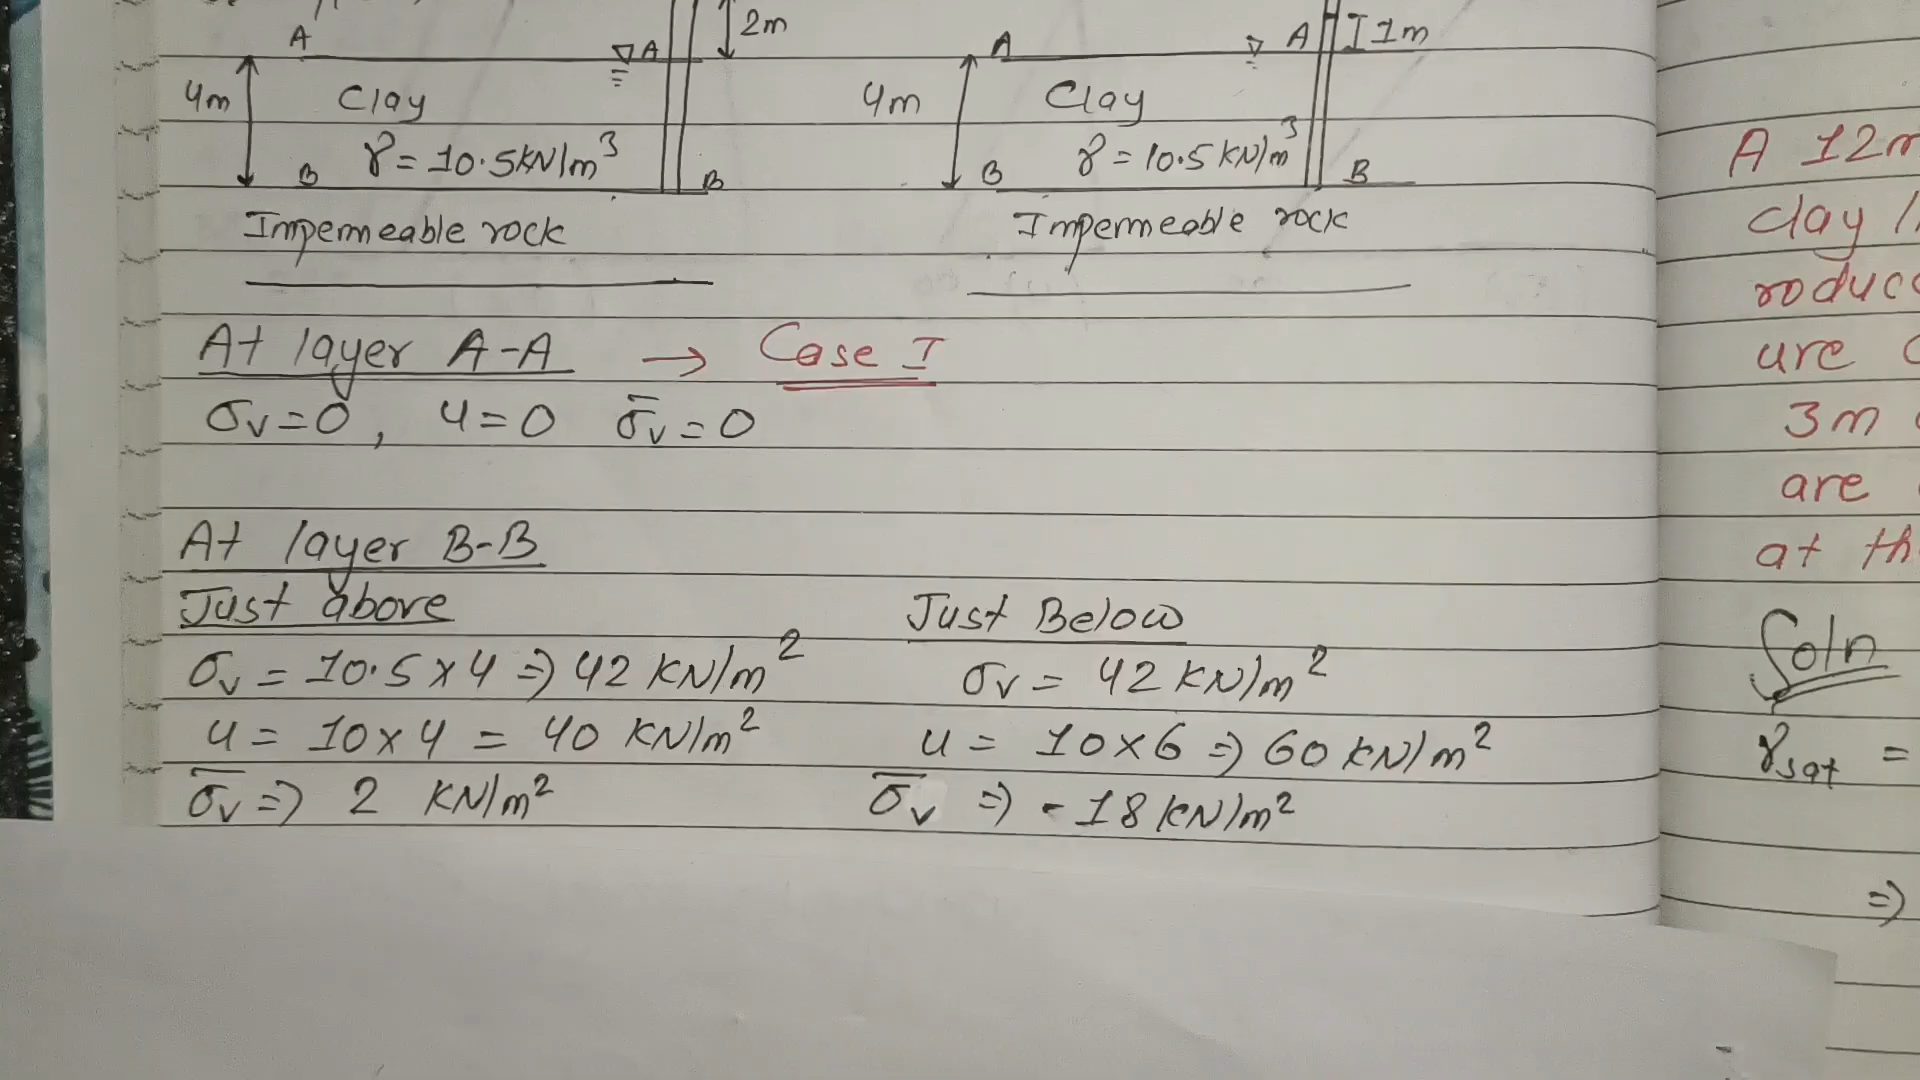 2m
A A A A I 1m
4m Clay 4m Clay
γ = 10.5 KN/m³ γ = 10.5 KN/m³
B B B B
Impermeable rock Impermeable rock
At layer A-A → Case I
σv = 0, u = 0 σ̄v = 0
At layer B-B
Just above Just Below
σv = 10.5 x 4 => 42 KN/m² σv = 42 KN/m²
u = 10 x 4 = 40 KN/m² u = 10 x 6 => 60 KN/m²
σ̄v => 2 KN/m² σ̄v => - 18 KN/m²
A 12m
clay
are
3m
are
at
Soln
γsat =
=>